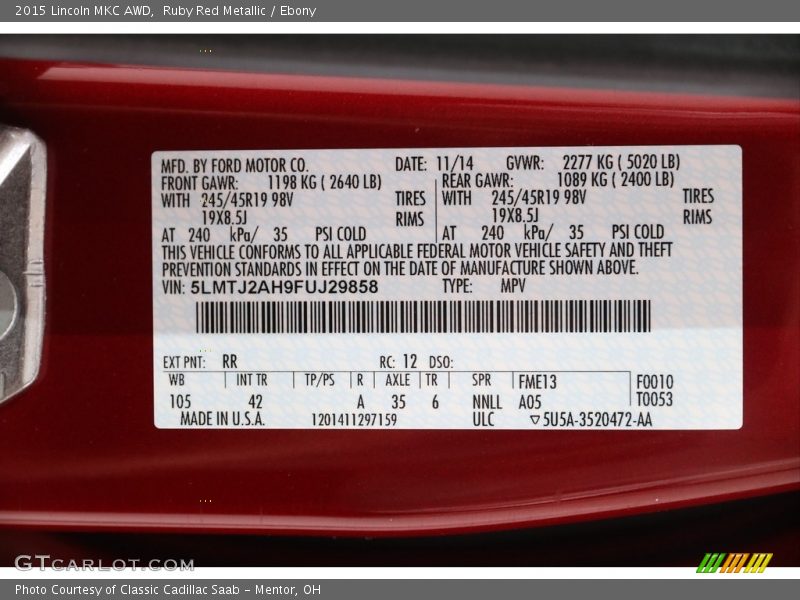 2015 Lincoln MKC AWD,  Ruby Red Metallic / Ebony
MFD. BY FORD MOTOR CO. DATE: 11/14 GVWR: 2277 KG ( 5020 LB)
FRONT GAWR: 1198 KG ( 2640 LB) REAR GAWR: 1089 KG ( 2400 LB)
WITH 245/45R19 98V TIRES WITH 245/45R19 98V TIRES
19X8.5J RIMS 19X8.5J RIMS
AT 240 kPa/ 35 PSI COLD AT 240 kPa/ 35 PSI COLD
THIS VEHICLE CONFORMS TO ALL APPLICABLE FEDERAL MOTOR VEHICLE SAFETY AND THEFT
PREVENTION STANDARDS IN EFFECT ON THE DATE OF MANUFACTURE SHOWN ABOVE.
VIN: 5LMTJ2AH9FUJ29858 TYPE: MPV
EXT PNT: RR RC: 12 DSO:
WB INT TR TP/PS R AXLE TR SPR FME13 F0010
105 42 A 35 6 NNLL A05 T0053
MADE IN U.S.A. 1201411297159 ULC ▽5U5A-3520472-AA
GTCarLot.com
Photo Courtesy of Classic Cadillac Saab - Mentor, OH